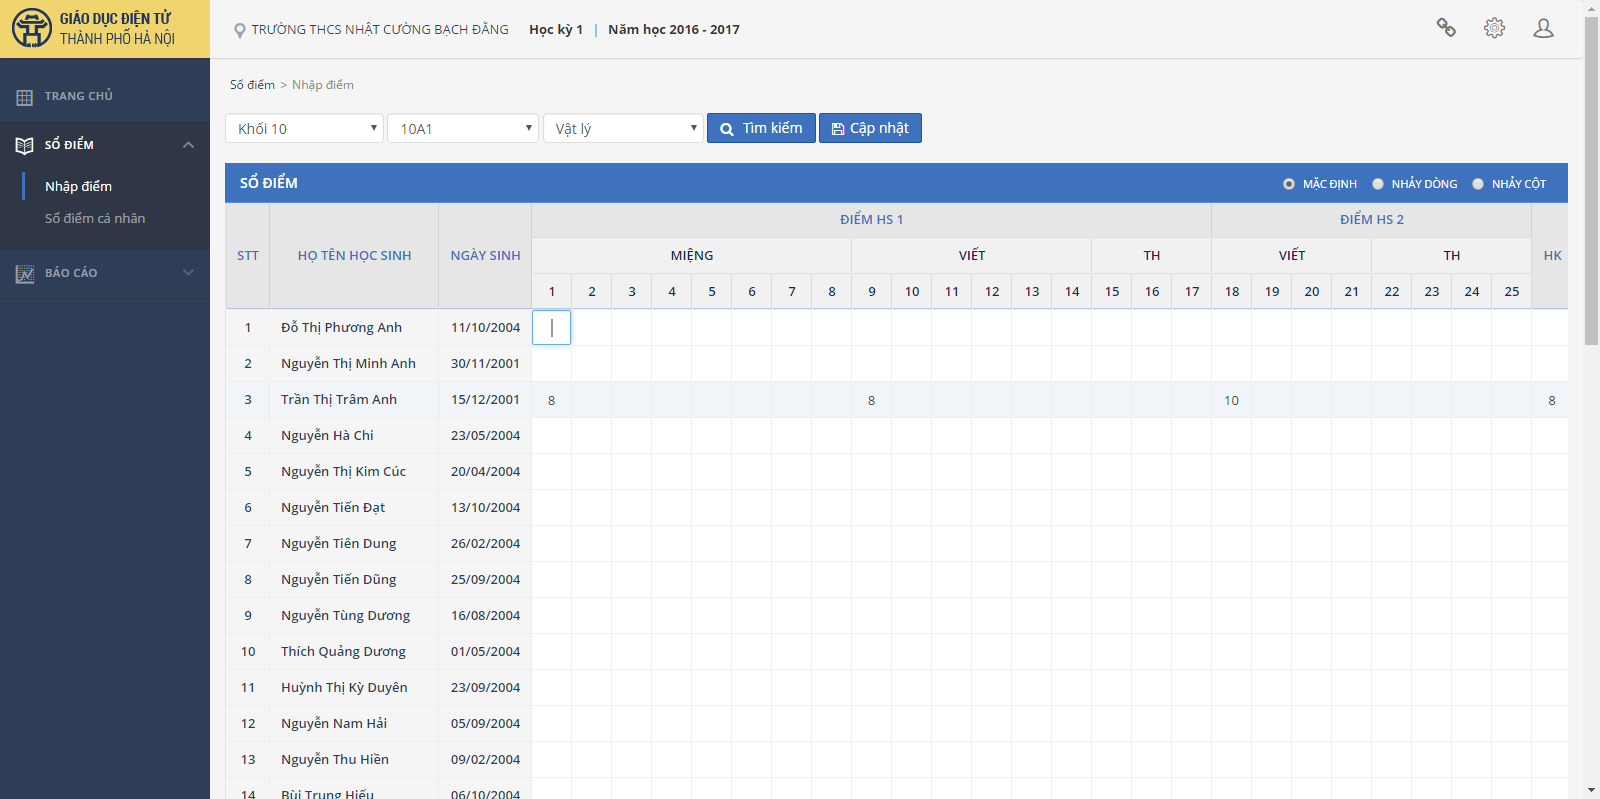 GIÁO DỤC ĐIỆN TỬ
THÀNH PHỐ HÀ NỘI
TRƯỜNG THCS NHẬT CƯỜNG BẠCH ĐẰNG Học kỳ 1 | Năm học 2016 - 2017
TRANG CHỦ
SỔ ĐIỂM
Nhập điểm
Sổ điểm cá nhân
BÁO CÁO
Sổ điểm > Nhập điểm
Khối 10 10A1 Vật lý Tìm kiếm Cập nhật
SỔ ĐIỂM MẶC ĐỊNH NHẢY DÒNG NHẢY CỘT
ĐIỂM HS 1 ĐIỂM HS 2
STT HỌ TÊN HỌC SINH NGÀY SINH MIỆNG VIẾT TH VIẾT TH HK
1 2 3 4 5 6 7 8 9 10 11 12 13 14 15 16 17 18 19 20 21 22 23 24 25
1 Đỗ Thị Phương Anh 11/10/2004
2 Nguyễn Thị Minh Anh 30/11/2001
3 Trần Thị Trâm Anh 15/12/2001 8 8 10 8
4 Nguyễn Hà Chi 23/05/2004
5 Nguyễn Thị Kim Cúc 20/04/2004
6 Nguyễn Tiến Đạt 13/10/2004
7 Nguyễn Tiên Dung 26/02/2004
8 Nguyễn Tiến Dũng 25/09/2004
9 Nguyễn Tùng Dương 16/08/2004
10 Thích Quảng Dương 01/05/2004
11 Huỳnh Thị Kỳ Duyên 23/09/2004
12 Nguyễn Nam Hải 05/09/2004
13 Nguyễn Thu Hiền 09/02/2004
14 Bùi Trung Hiếu 06/10/2004